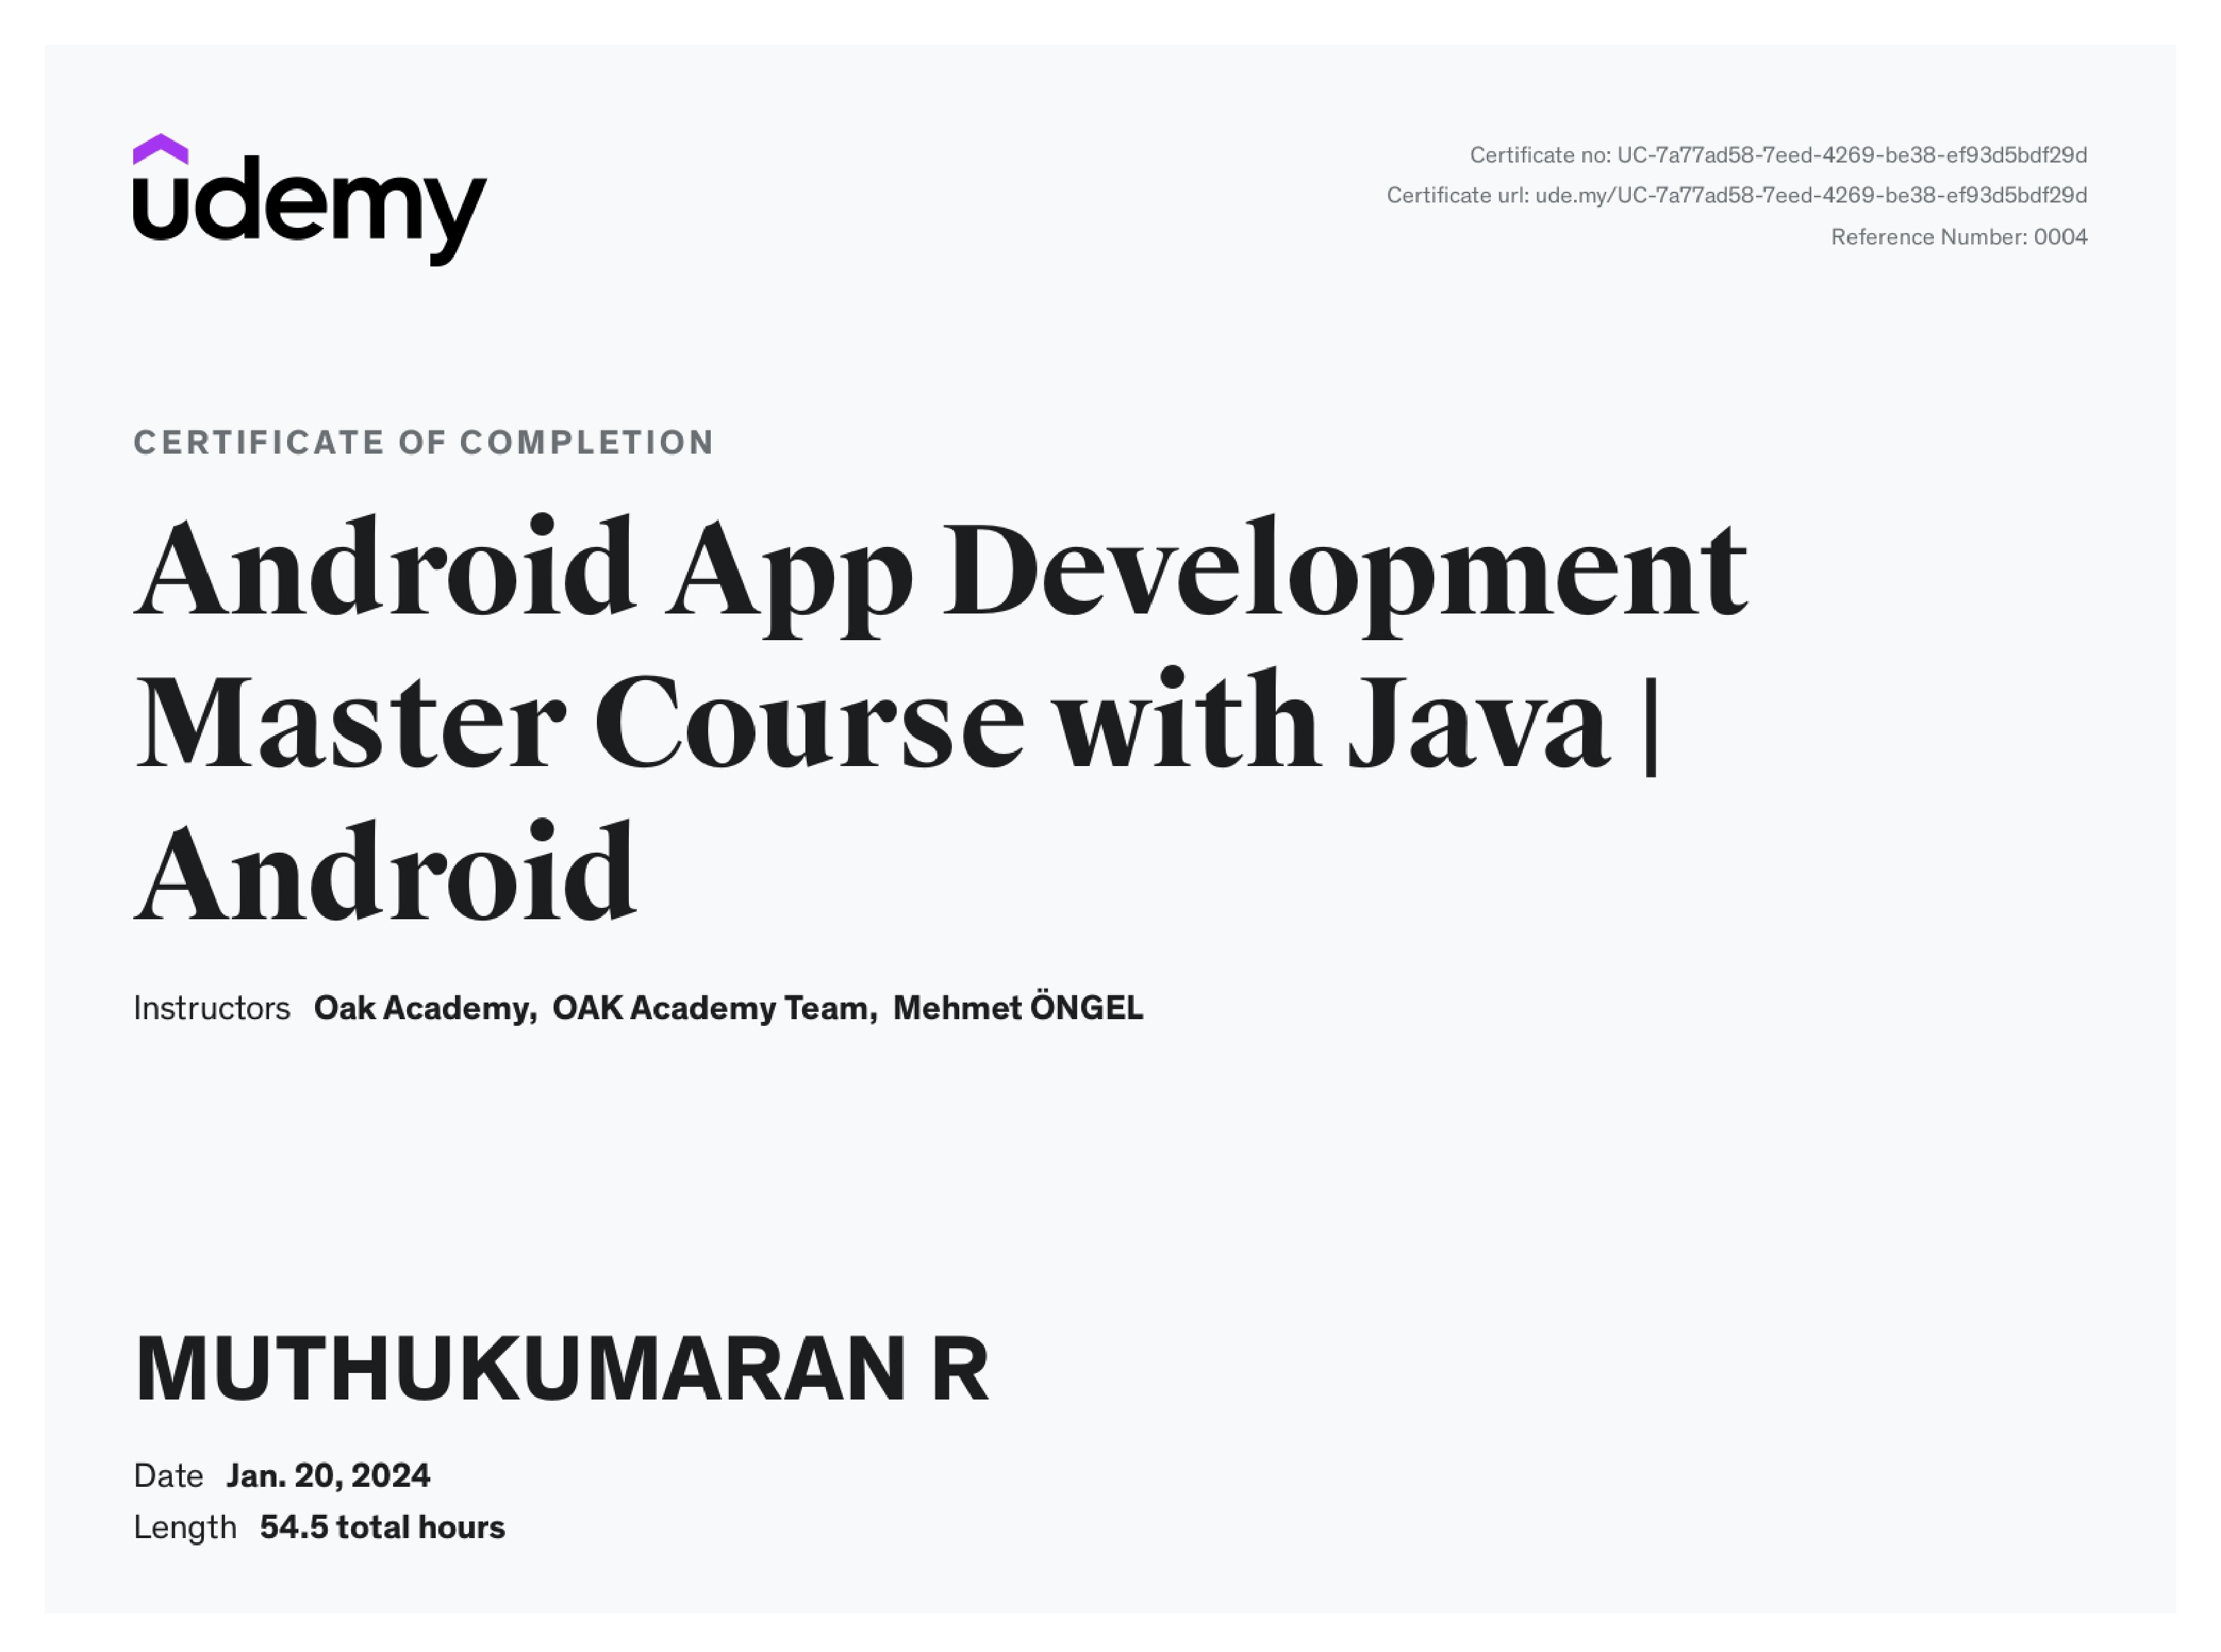 udemy
Certificate no: UC-7a77ad58-7eed-4269-be38-ef93d5bdf29d
Certificate url: ude.my/UC-7a77ad58-7eed-4269-be38-ef93d5bdf29d
Reference Number: 0004
CERTIFICATE OF COMPLETION
Android App Development
Master Course with Java |
Android
Instructors Oak Academy, OAK Academy Team, Mehmet ÖNGEL
MUTHUKUMARAN R
Date Jan. 20, 2024
Length 54.5 total hours